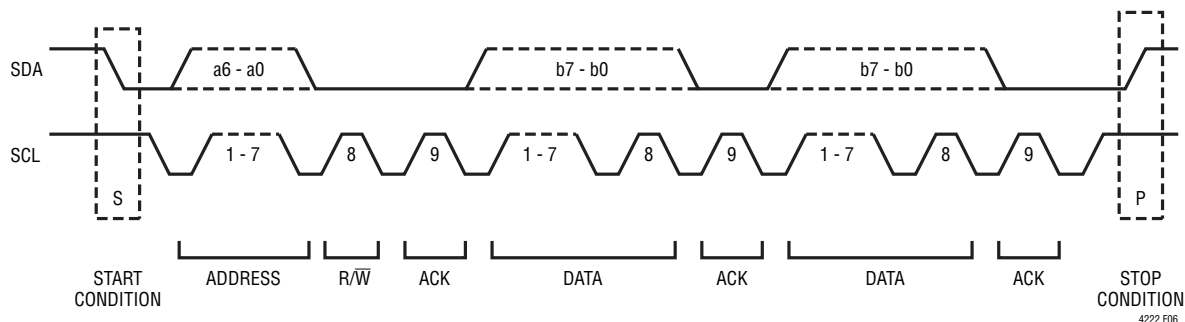 SDA
a6 - a0
b7 - b0
b7 - b0
SCL
1 - 7
8
9
1 - 7
8
9
1 - 7
8
9
S
P
START
CONDITION
ADDRESS
R/W̅
ACK
DATA
ACK
DATA
ACK
STOP
CONDITION
4222 F06